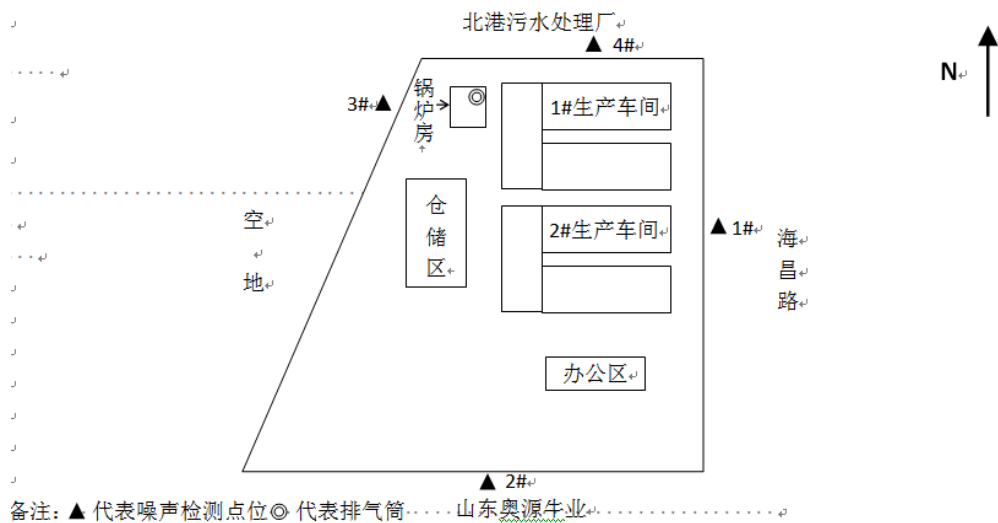 北港污水处理厂
4#
N
3#
锅炉房
1#生产车间
仓储区
2#生产车间
1#
空地
海昌路
办公区
2#
备注：▲代表噪声检测点位◎代表排气筒 山东奥源牛业